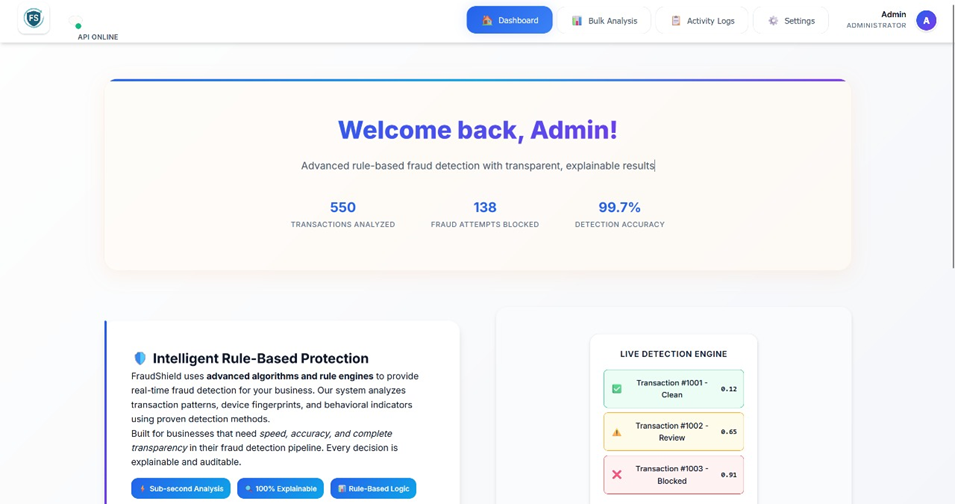 FS
API ONLINE
Dashboard
Bulk Analysis
Activity Logs
Settings
Admin
ADMINISTRATOR
A
Welcome back, Admin!
Advanced rule-based fraud detection with transparent, explainable results
550
TRANSACTIONS ANALYZED
138
FRAUD ATTEMPTS BLOCKED
99.7%
DETECTION ACCURACY
Intelligent Rule-Based Protection
FraudShield uses advanced algorithms and rule engines to provide
real-time fraud detection for your business. Our system analyzes
transaction patterns, device fingerprints, and behavioral indicators
using proven detection methods.
Built for businesses that need speed, accuracy, and complete
transparency in their fraud detection pipeline. Every decision is
explainable and auditable.
Sub-second Analysis
100% Explainable
Rule-Based Logic
LIVE DETECTION ENGINE
Transaction #1001 -
Clean
0.12
Transaction #1002 -
Review
0.65
Transaction #1003 -
Blocked
0.91